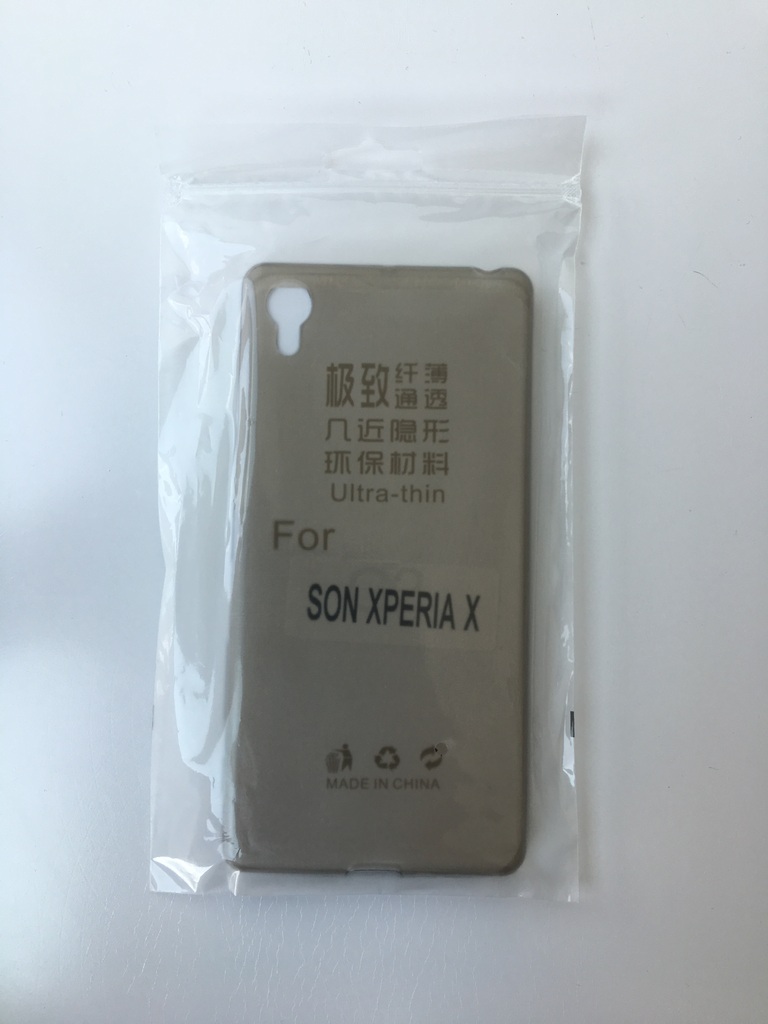 极致 纤薄
通透
几近隐形
环保材料
Ultra-thin
For
SON XPERIA X
MADE IN CHINA